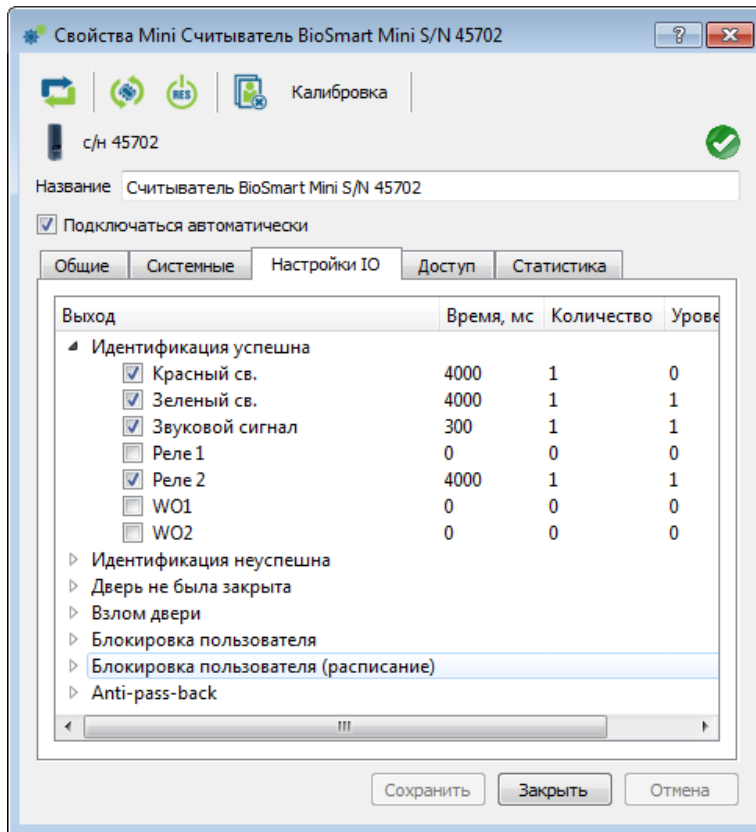 Свойства Mini Считыватель BioSmart Mini S/N 45702
RES Калибровка
с/н 45702
Название Считыватель BioSmart Mini S/N 45702
Подключаться автоматически
Общие Системные Настройки IO Доступ Статистика
Выход Время, мс Количество Урове
Идентификация успешна
Красный св. 4000 1 0
Зеленый св. 4000 1 1
Звуковой сигнал 300 1 1
Реле 1 0 0 0
Реле 2 4000 1 1
WO1 0 0 0
WO2 0 0 0
Идентификация неуспешна
Дверь не была закрыта
Взлом двери
Блокировка пользователя
Блокировка пользователя (расписание)
Anti-pass-back
Сохранить Закрыть Отмена